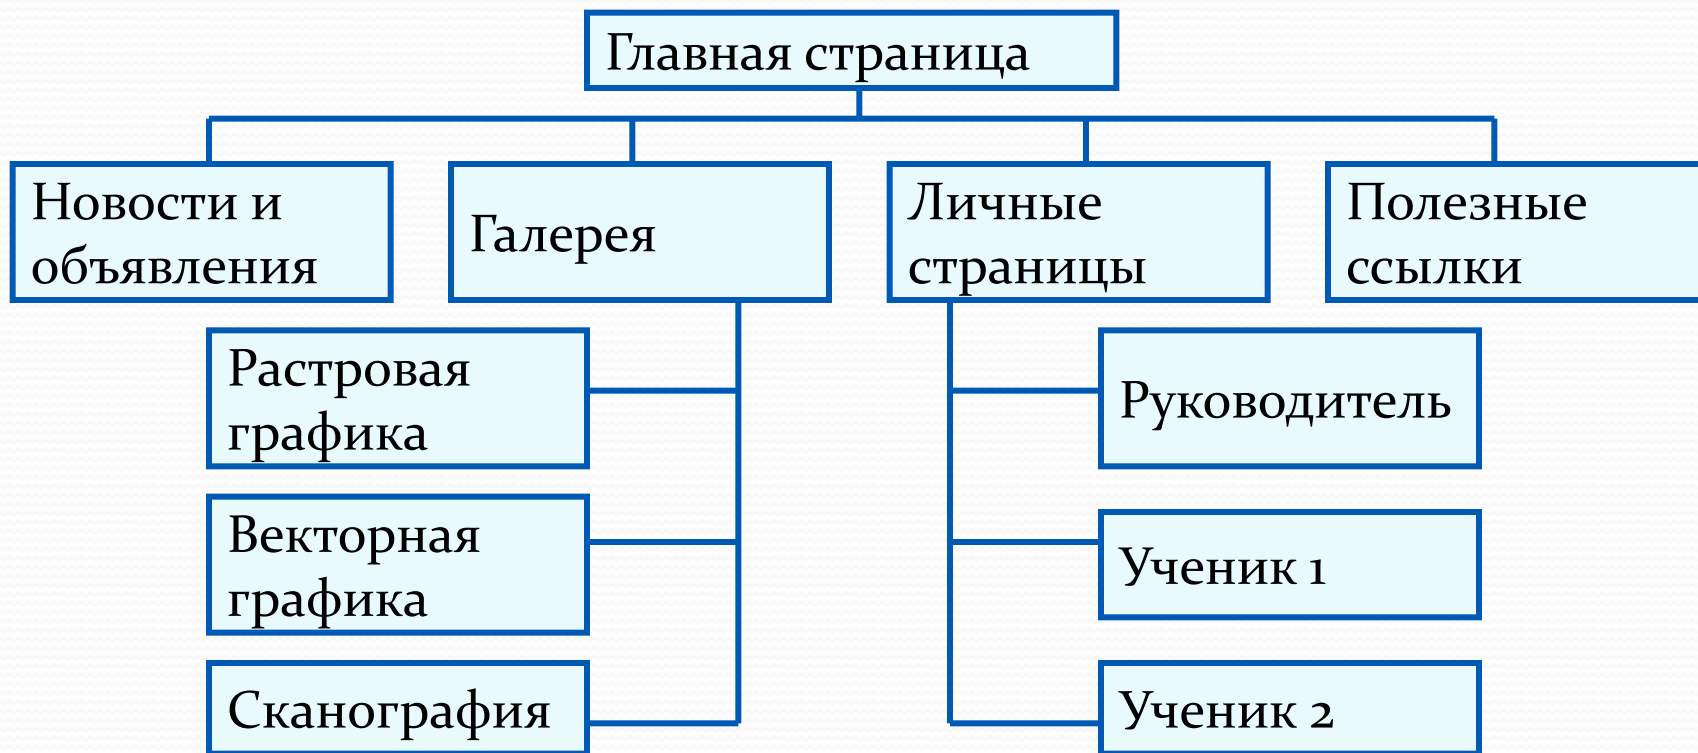 Главная страница
Новости и
объявления
Галерея
Личные
страницы
Полезные
ссылки
Растровая
графика
Векторная
графика
Сканография
Руководитель
Ученик 1
Ученик 2